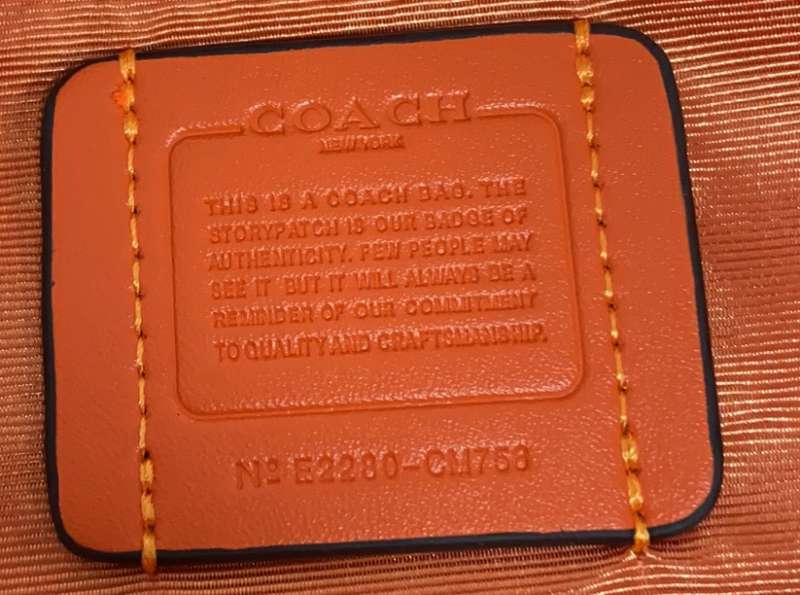 COACH
NEW YORK
THIS IS A COACH BAG. THE
STORYPATCH IS OUR BADGE OF
AUTHENTICITY. FEW PEOPLE MAY
SEE IT BUT IT WILL ALWAYS BE A
REMINDER OF OUR COMMITMENT
TO QUALITY AND CRAFTSMANSHIP.
Nº E2280-CM758